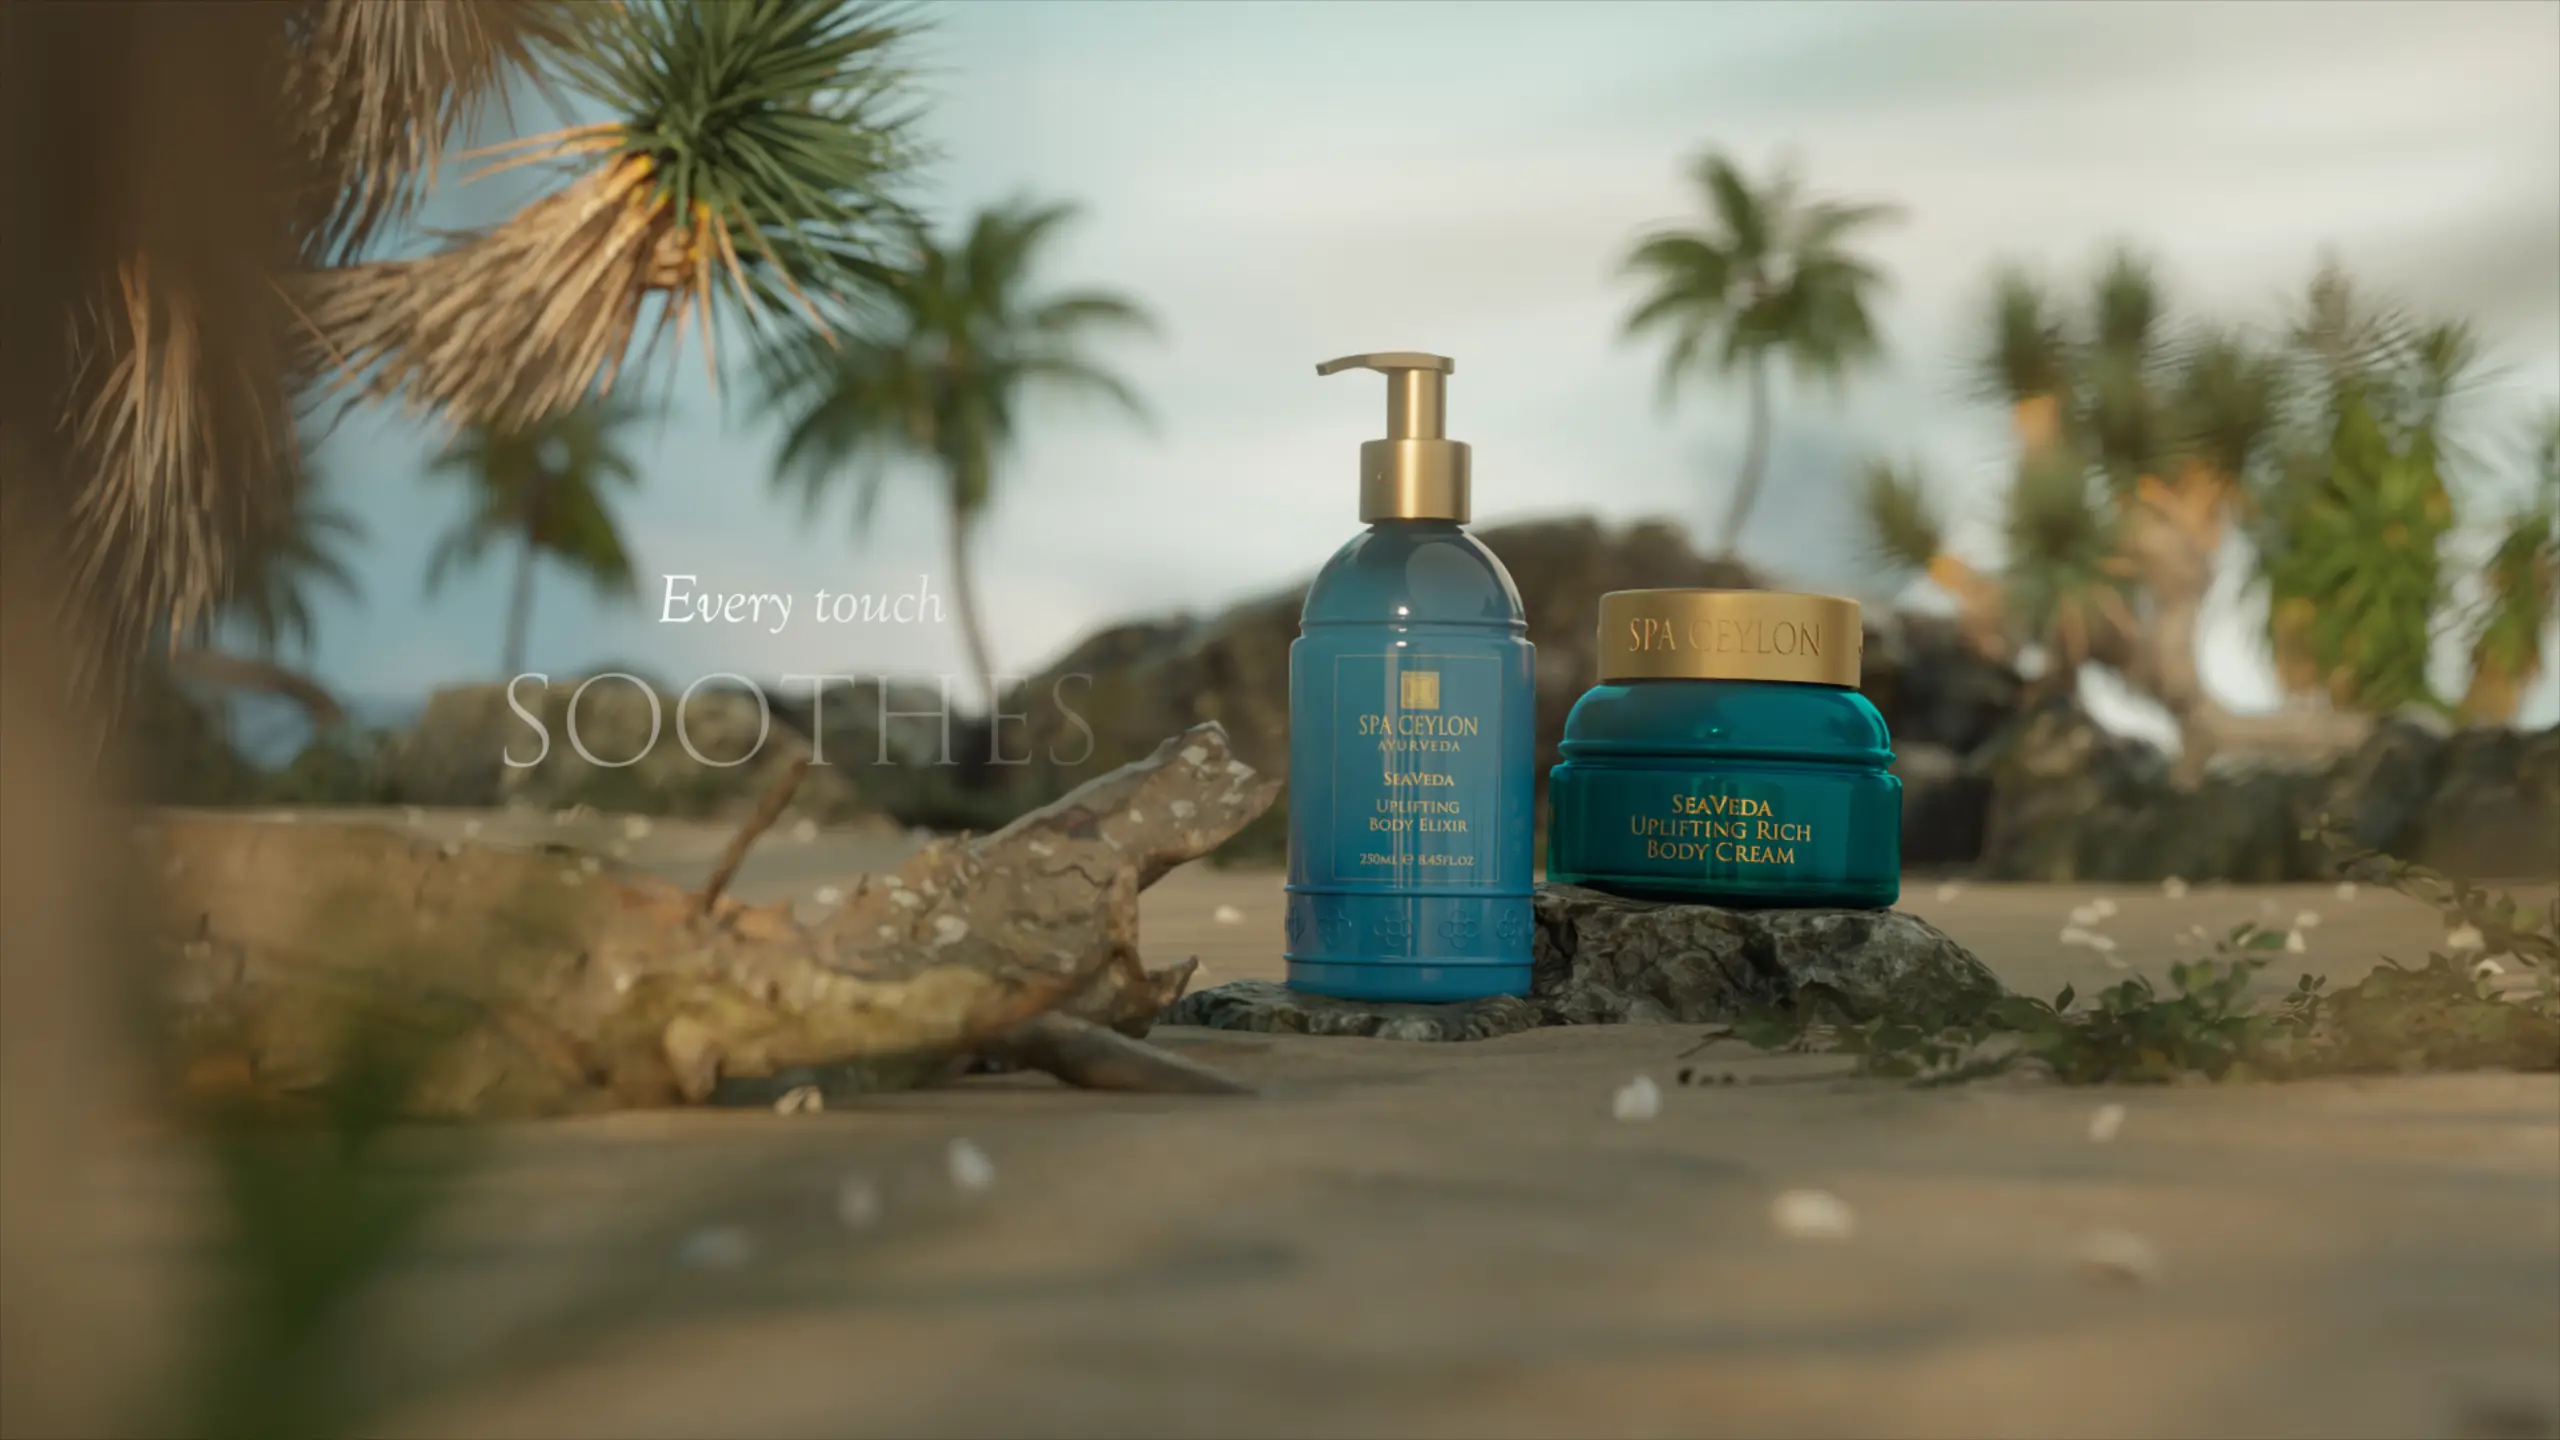 Every touch
SOOTHES
SPA CEYLON
AYURVEDA
SEAVEDA
UPLIFTING
BODY ELIXIR
250ML e 8.45FL.OZ
SPA CEYLON
SEAVEDA
UPLIFTING RICH
BODY CREAM